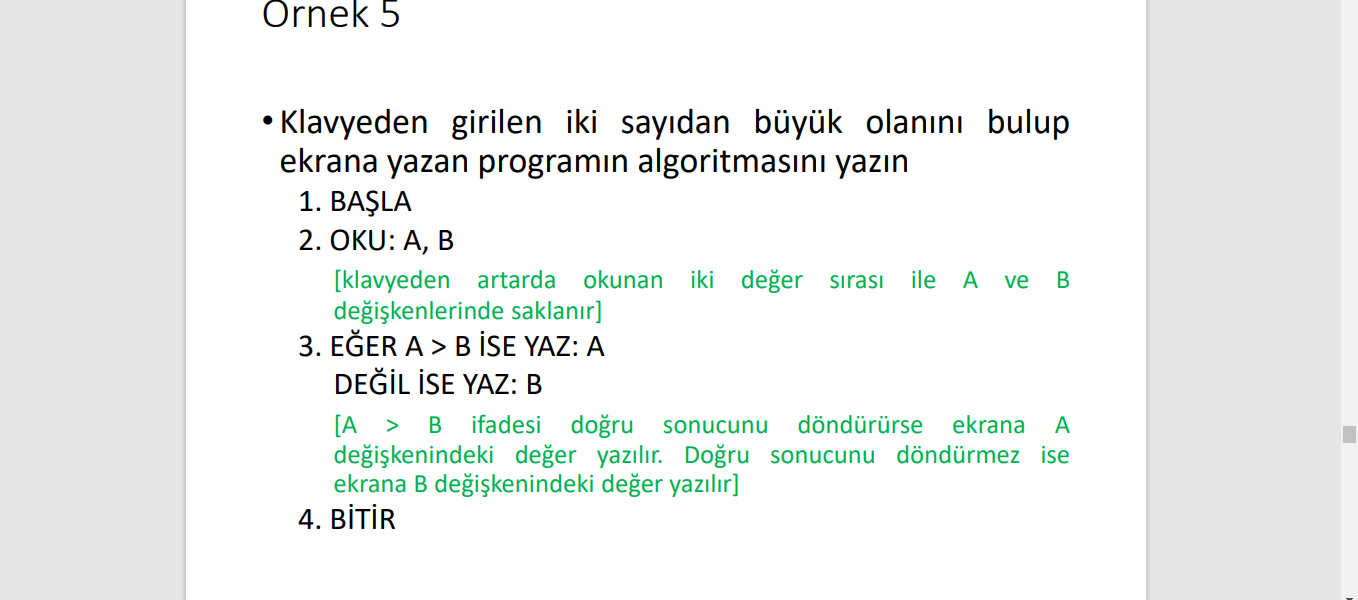 Örnek 5
• Klavyeden girilen iki sayıdan büyük olanını bulup
ekrana yazan programın algoritmasını yazın
1. BAŞLA
2. OKU: A, B
[klavyeden artarda okunan iki değer sırası ile A ve B
değişkenlerinde saklanır]
3. EĞER A > B İSE YAZ: A
DEĞİL İSE YAZ: B
[A > B ifadesi doğru sonucunu döndürürse ekrana A
değişkenindeki değer yazılır. Doğru sonucunu döndürmez ise
ekrana B değişkenindeki değer yazılır]
4. BİTİR